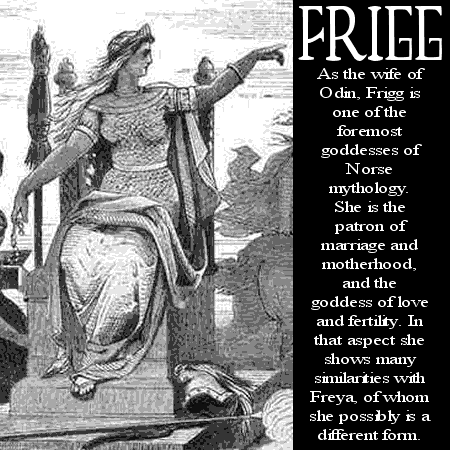 FRIGG
As the wife of
Odin, Frigg is
one of the
foremost
goddesses of
Norse
mythology.
She is the
patron of
marriage and
motherhood,
and the
goddess of love
and fertility. In
that aspect she
shows many
similarities with
Freya, of whom
she possibly is a
different form.